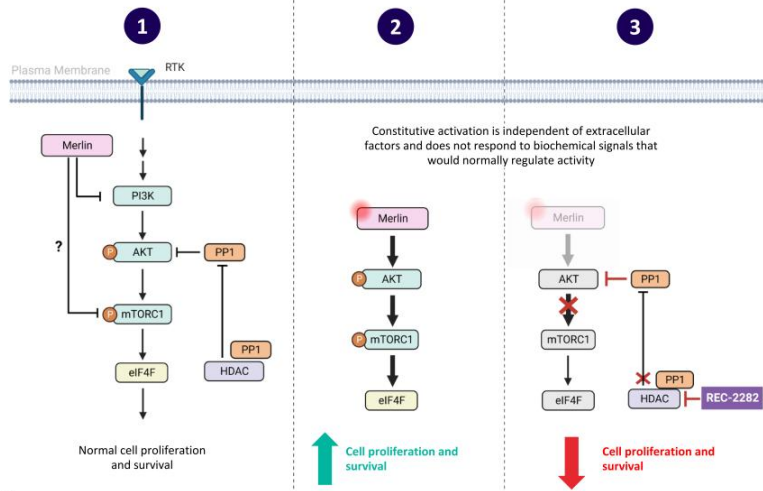 1
2
3
Plasma Membrane
RTK
Merlin
PI3K
?
P
AKT
PP1
P
mTORC1
PP1
eIF4F
HDAC
Normal cell proliferation
and survival
Constitutive activation is independent of extracellular
factors and does not respond to biochemical signals that
would normally regulate activity
Merlin
P
AKT
P
mTORC1
eIF4F
Cell proliferation and
survival
Merlin
AKT
PP1
mTORC1
PP1
eIF4F
HDAC
REC-2282
Cell proliferation and
survival